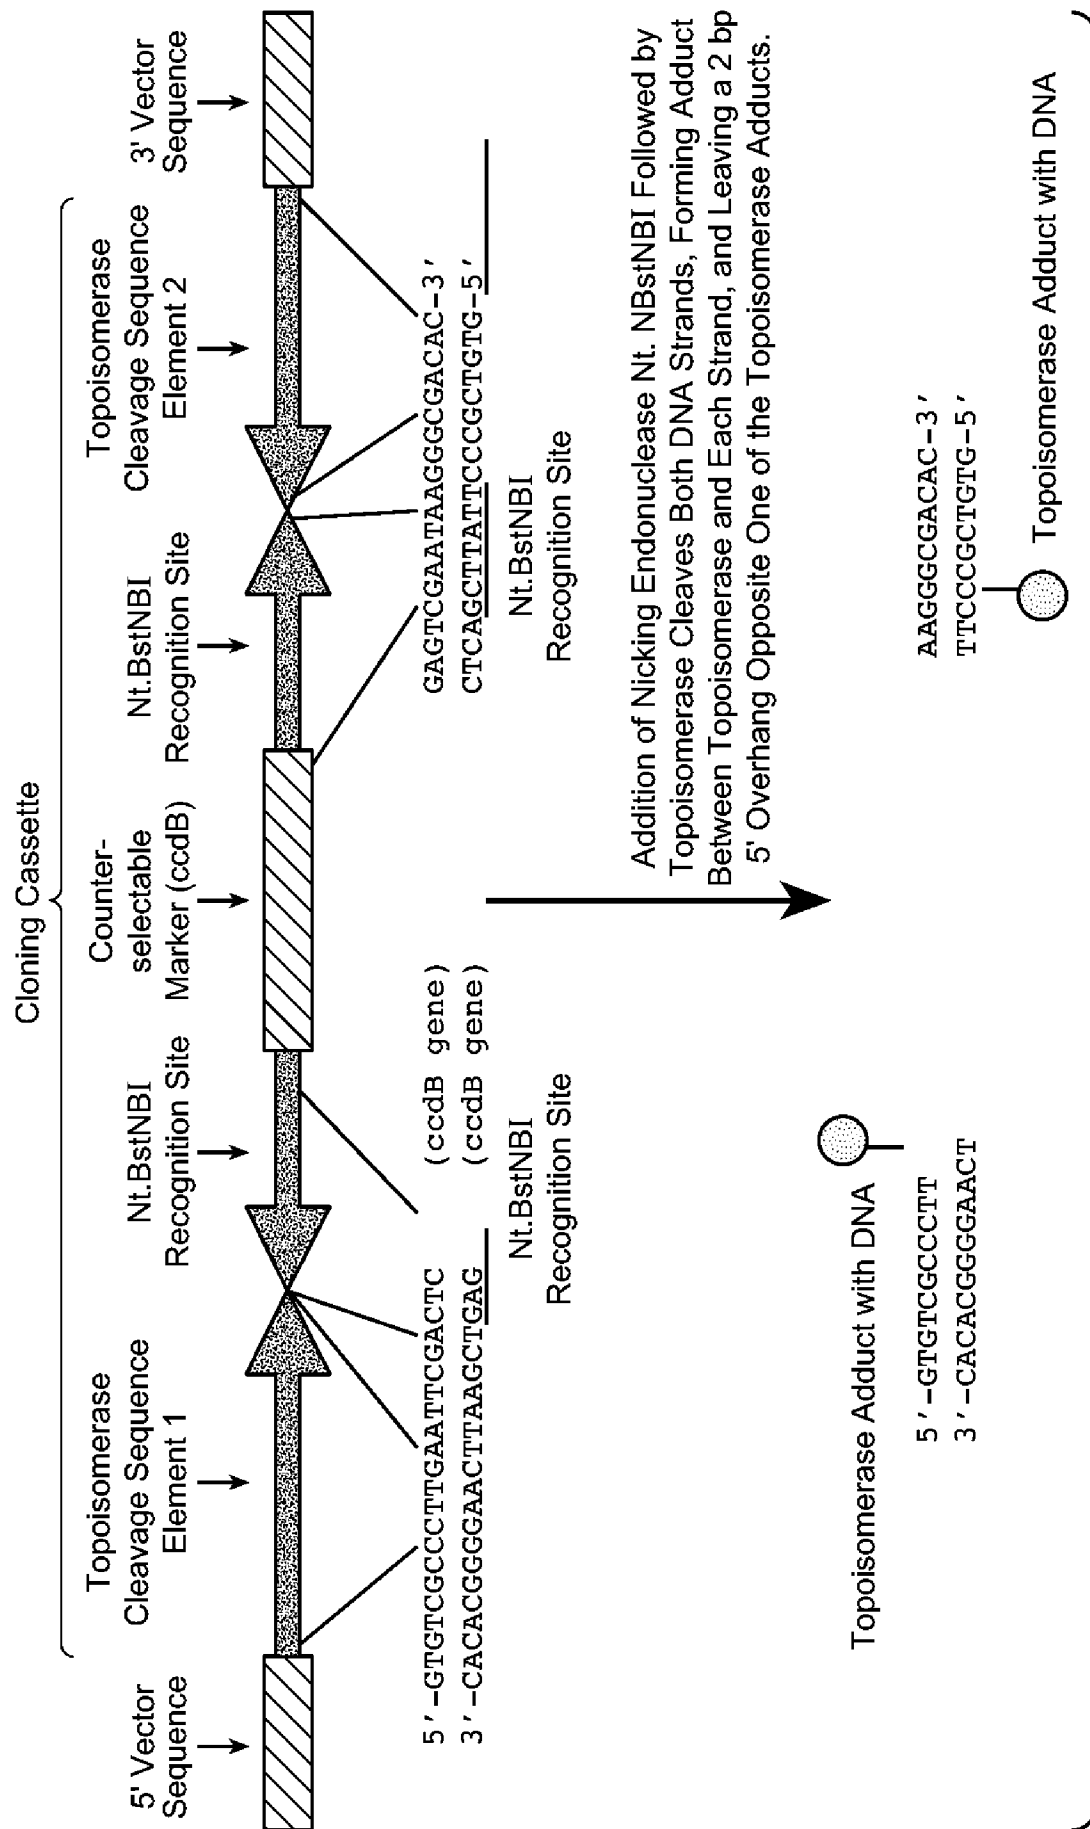 Cloning Cassette
5' Vector
Sequence
Topoisomerase
Cleavage Sequence
Element 1
Nt.BstNBI
Recognition Site
Counter-
selectable
Marker (ccdB)
Nt.BstNBI
Recognition Site
Topoisomerase
Cleavage Sequence
Element 2
3' Vector
Sequence
5′-GTGTCGCCCTTGAATTCGACTC (ccdB gene)
3′-CACACGGGGAACTTAAGCTGAG (ccdB gene)
Nt.BstNBI
Recognition Site
GAGTCGAATAAGGGCGACAC-3′
CTCAGCTTATTCCCGCTGTG-5′
Nt.BstNBI
Recognition Site
Addition of Nicking Endonuclease Nt. NBstNBI Followed by
Topoisomerase Cleaves Both DNA Strands, Forming Adduct
Between Topoisomerase and Each Strand, and Leaving a 2 bp
5' Overhang Opposite One of the Topoisomerase Adducts.
Topoisomerase Adduct with DNA
5′-GTGTCGCCCTT
3′-CACACGGGGAACT
AAGGGCGACAC-3′
TTCCCGCTGTG-5′
Topoisomerase Adduct with DNA